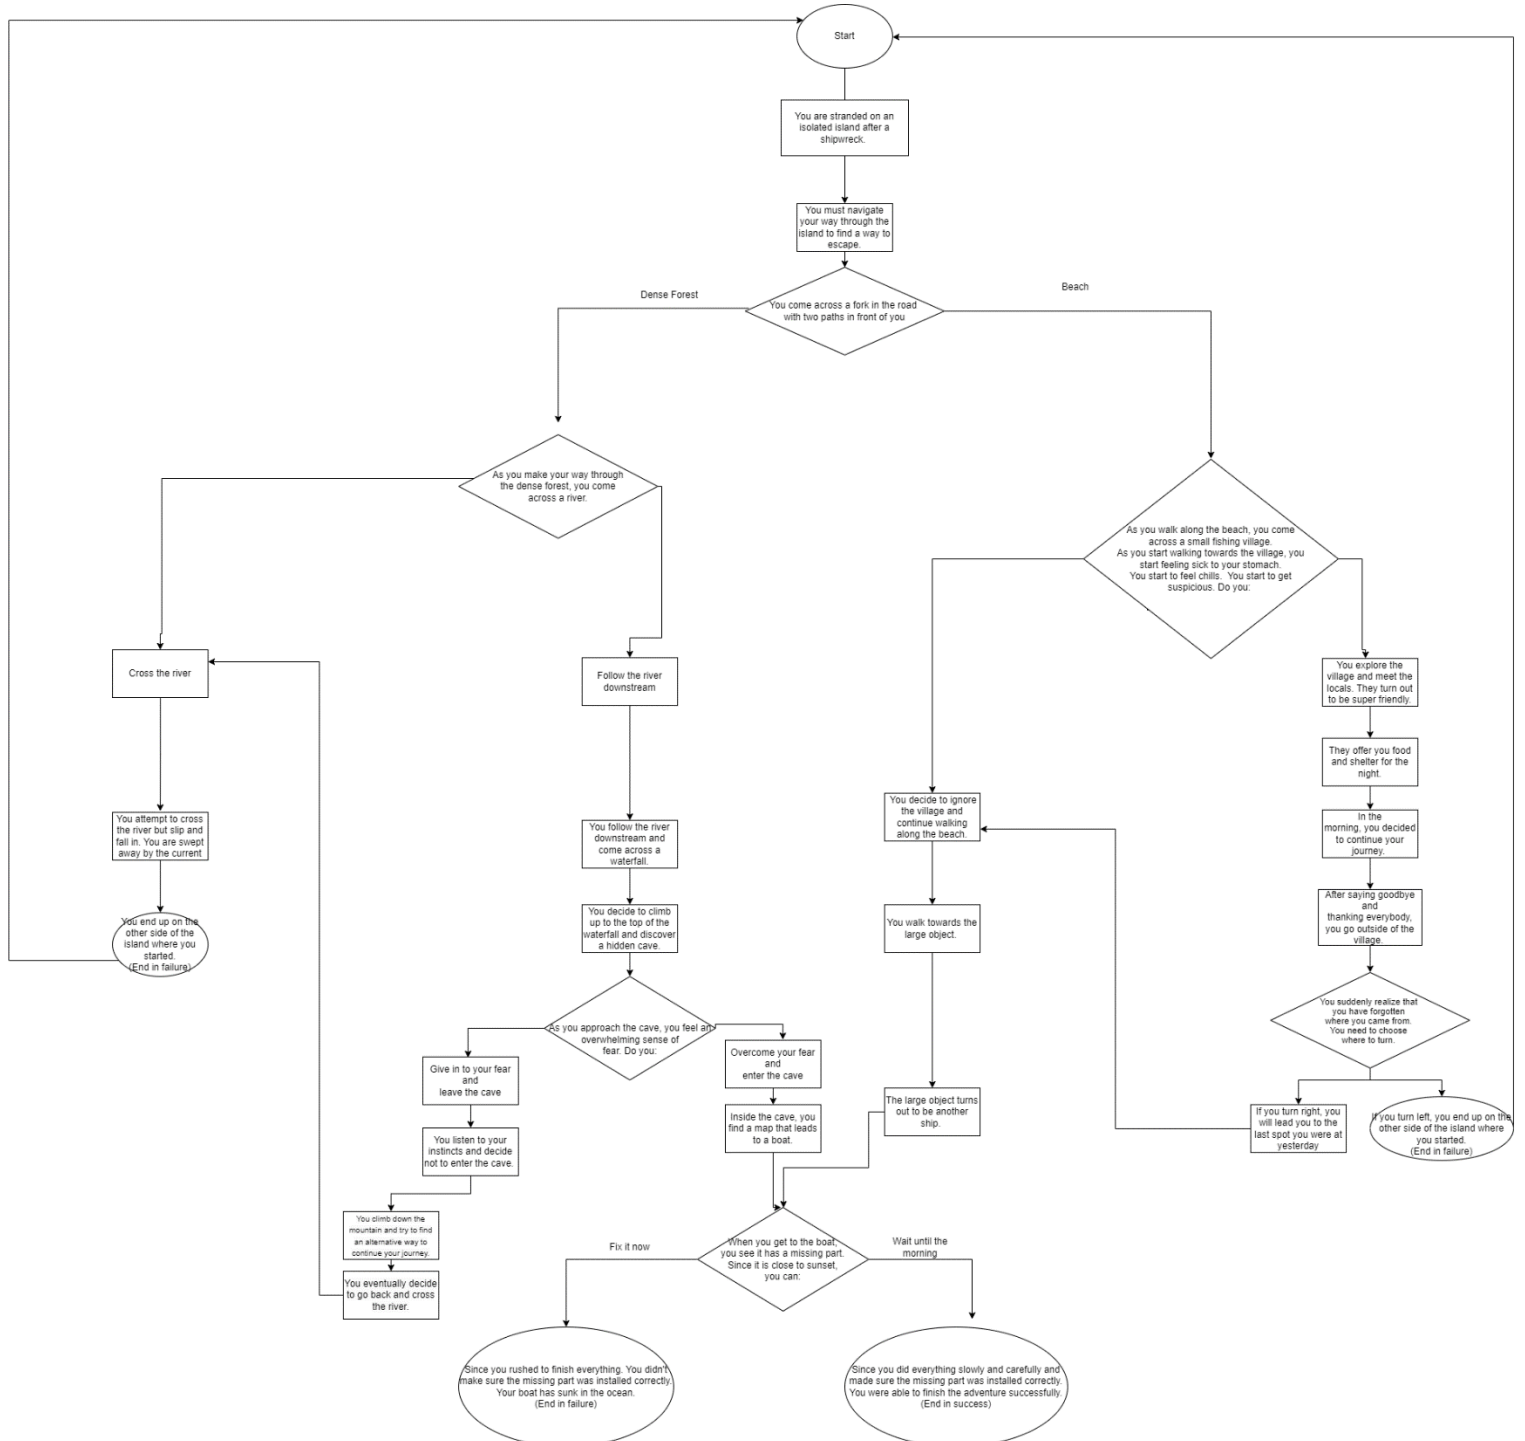 Start
You are stranded on an
isolated island after a
shipwreck.
You must navigate
your way through the
island to find a way to
escape.
You come across a fork in the road
with two paths in front of you
Dense Forest
Beach
As you make your way through
the dense forest, you come
across a river.
Cross the river
You attempt to cross
the river but slip and
fall in. You are swept
away by the current
You end up on the
other side of the
island where you
started.
(End in failure)
Follow the river
downstream
You follow the river
downstream and
come across a
waterfall.
You decide to climb
up to the top of the
waterfall and discover
a hidden cave.
As you approach the cave, you feel an
overwhelming sense of
fear. Do you:
Give in to your fear
and
leave the cave
You listen to your
instincts and decide
not to enter the cave.
You climb down the
mountain and try to find
an alternative way to
continue your journey.
You eventually decide
to go back and cross
the river.
Overcome your fear
and
enter the cave
Inside the cave, you
find a map that leads
to a boat.
As you walk along the beach, you come
across a small fishing village.
As you start walking towards the village, you
start feeling sick to your stomach.
You start to feel chills.  You start to get
suspicious. Do you:
You decide to ignore
the village and
continue walking
along the beach.
You walk towards the
large object.
The large object turns
out to be another
ship.
You explore the
village and meet the
locals. They turn out
to be super friendly.
They offer you food
and shelter for the
night.
In the
morning, you decided
to continue your
journey.
After saying goodbye
and
thanking everybody,
you go outside of the
village.
You suddenly realize that
you have forgotten
where you came from.
You need to choose
where to turn.
If you turn right, you
will lead you to the
last spot you were at
yesterday
If you turn left, you end up on the
other side of the island where
you started.
(End in failure)
When you get to the boat,
you see it has a missing part.
Since it is close to sunset,
you can:
Fix it now
Wait until the
morning
Since you rushed to finish everything. You didn't
make sure the missing part was installed correctly.
Your boat has sunk in the ocean.
(End in failure)
Since you did everything slowly and carefully and
made sure the missing part was installed correctly.
You were able to finish the adventure successfully.
(End in success)